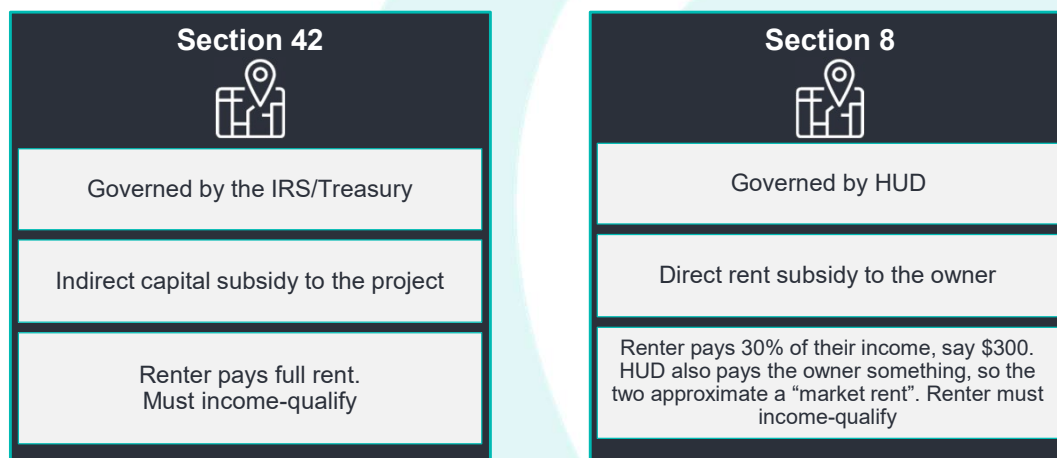 Section 42
Governed by the IRS/Treasury
Indirect capital subsidy to the project
Renter pays full rent.
Must income-qualify
Section 8
Governed by HUD
Direct rent subsidy to the owner
Renter pays 30% of their income, say $300.
HUD also pays the owner something, so the
two approximate a “market rent”. Renter must
income-qualify